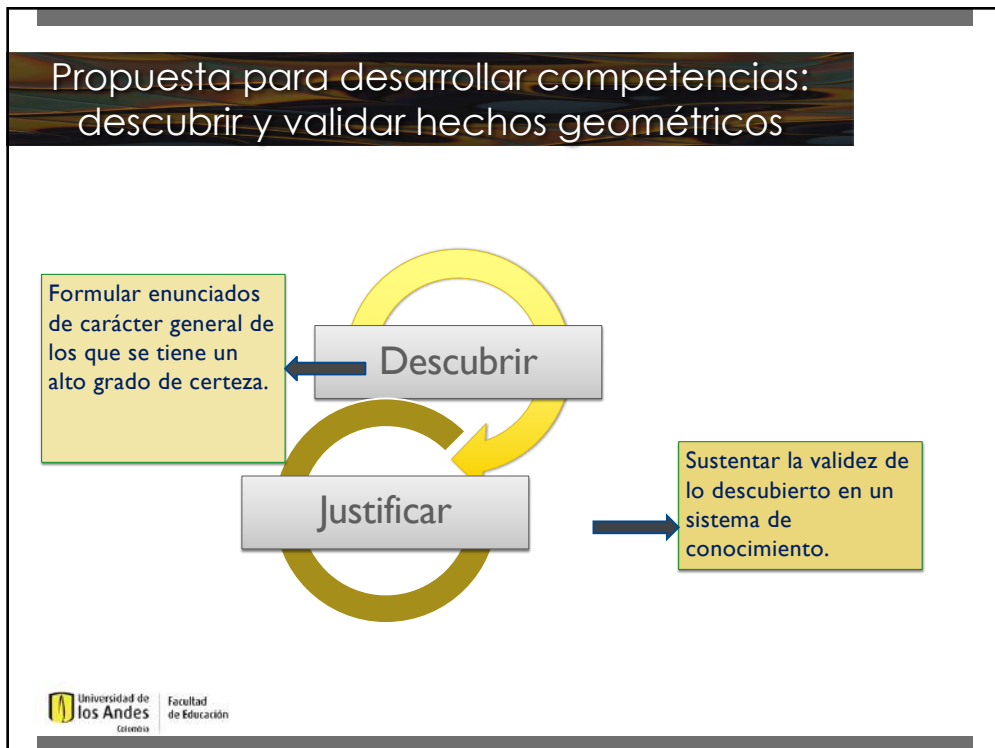 Propuesta para desarrollar competencias:
descubrir y validar hechos geométricos
Formular enunciados
de carácter general de
los que se tiene un
alto grado de certeza.
Descubrir
Justificar
Sustentar la validez de
lo descubierto en un
sistema de
conocimiento.
Universidad de
los Andes
Colombia
Facultad
de Educación